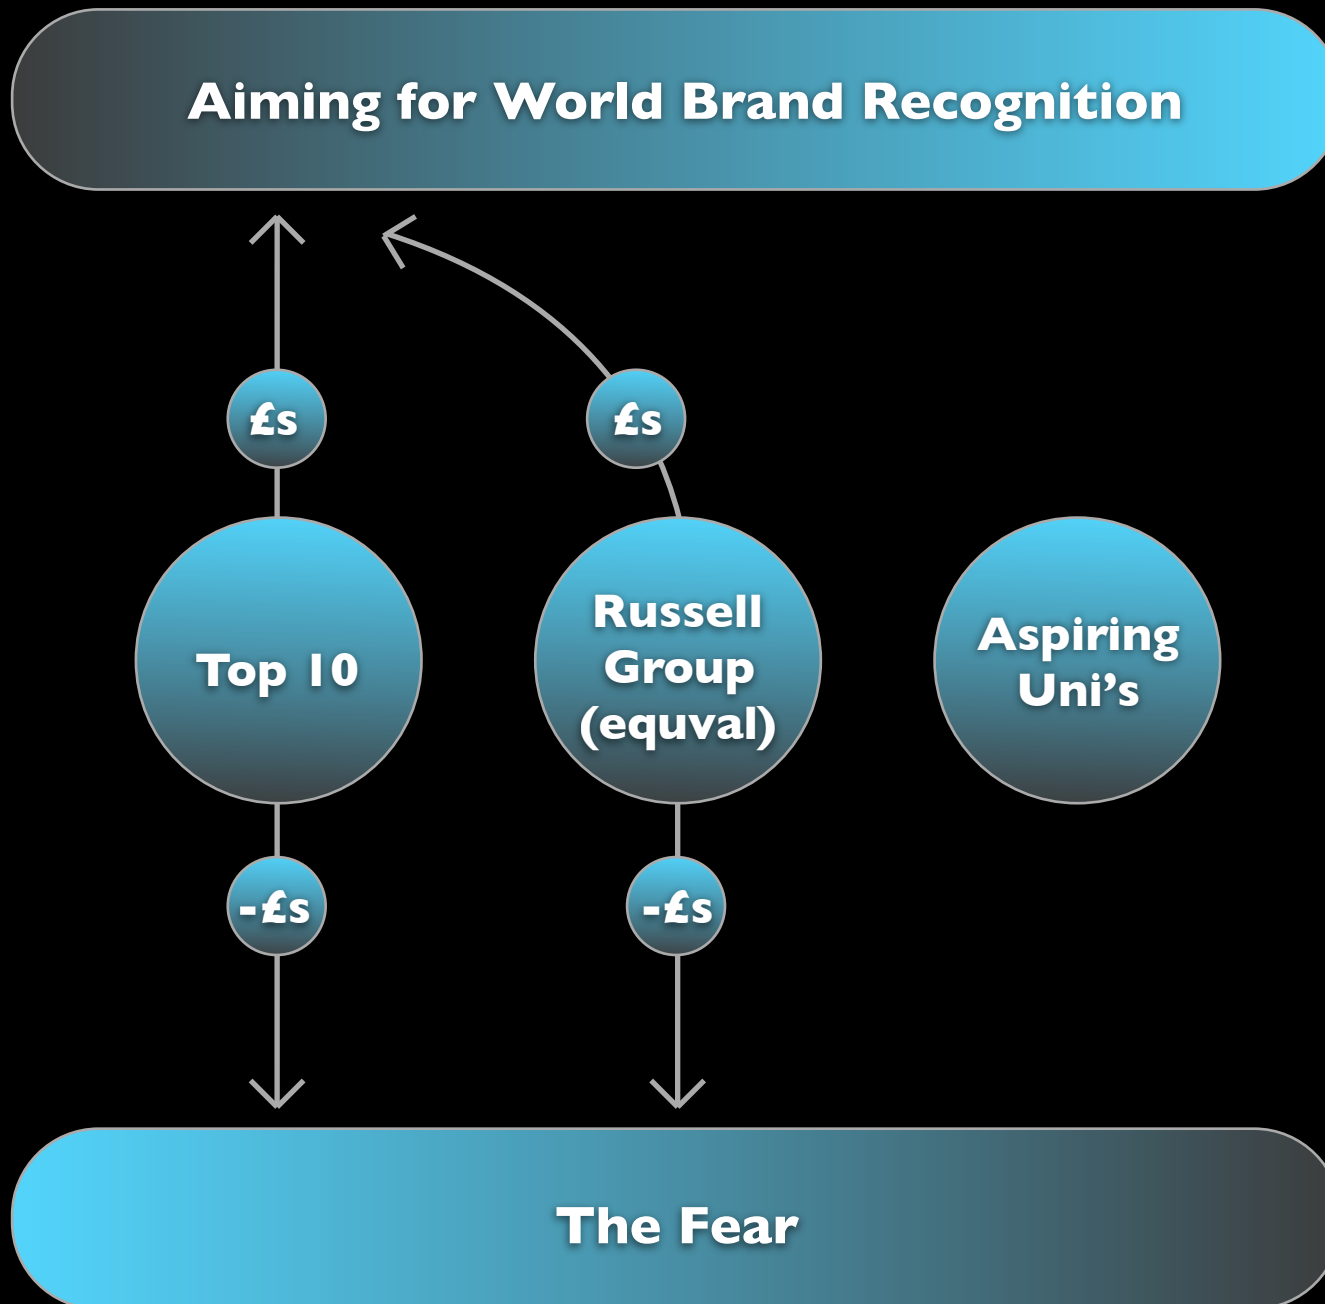 Aiming for World Brand Recognition
£s
£s
Top 10
Russell
Group
(equval)
Aspiring
Uni’s
-£s
-£s
The Fear